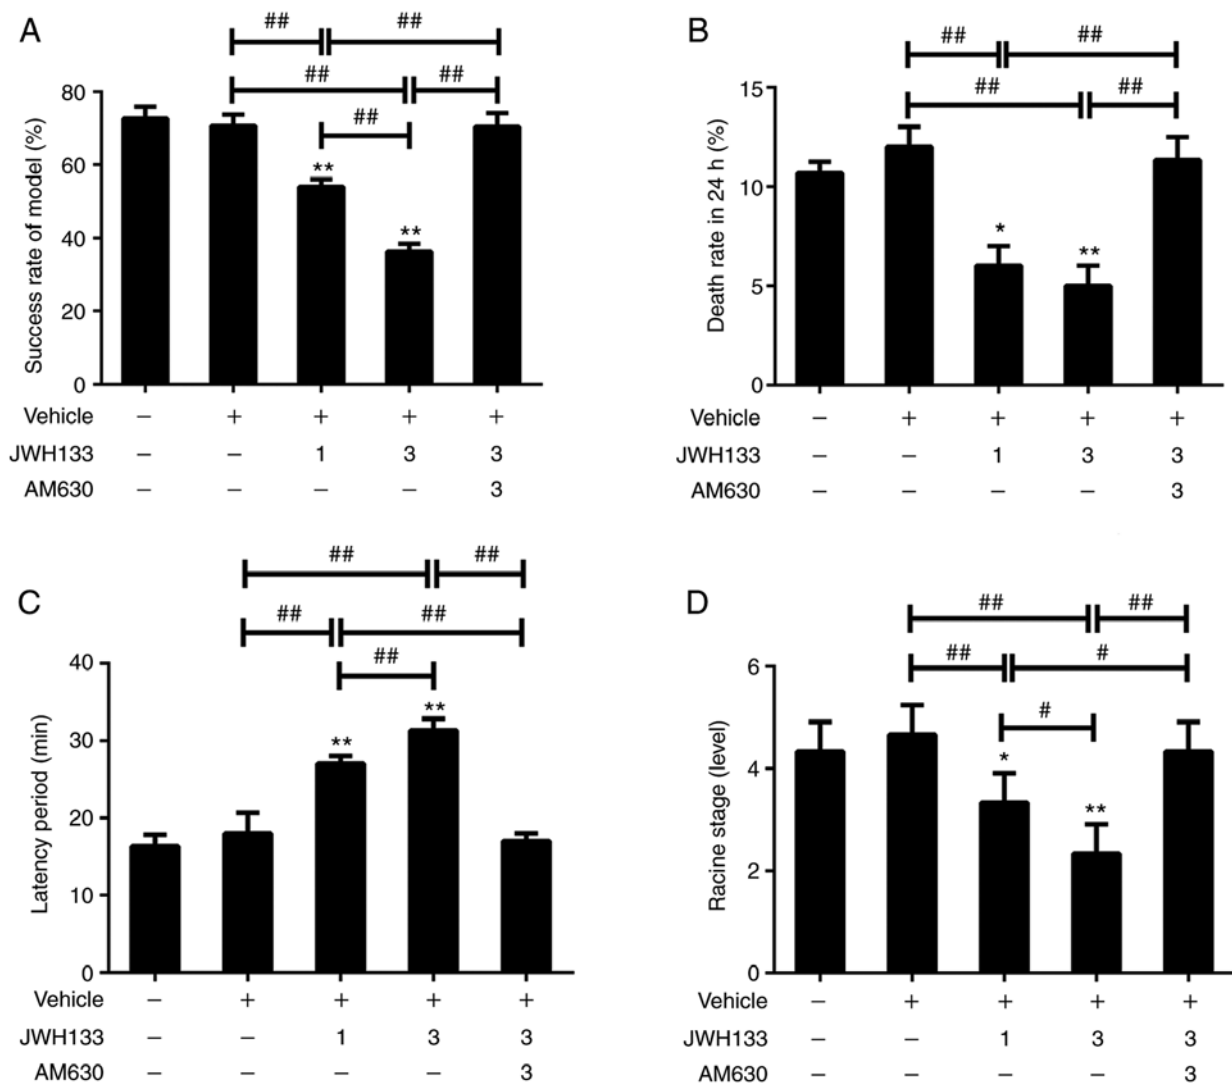 A
## ##
## ##
##
**
**
80
60
40
20
0
Success rate of model (%)
Vehicle − + + + +
JWH133 − − 1 3 3
AM630 − − − − 3
B
## ##
## ##
*
**
15
10
5
0
Death rate in 24 h (%)
Vehicle − + + + +
JWH133 − − 1 3 3
AM630 − − − − 3
C
## ##
## ##
##
**
**
40
30
20
10
0
Latency period (min)
Vehicle − + + + +
JWH133 − − 1 3 3
AM630 − − − − 3
D
## ##
## #
#
*
**
6
4
2
0
Racine stage (level)
Vehicle − + + + +
JWH133 − − 1 3 3
AM630 − − − − 3